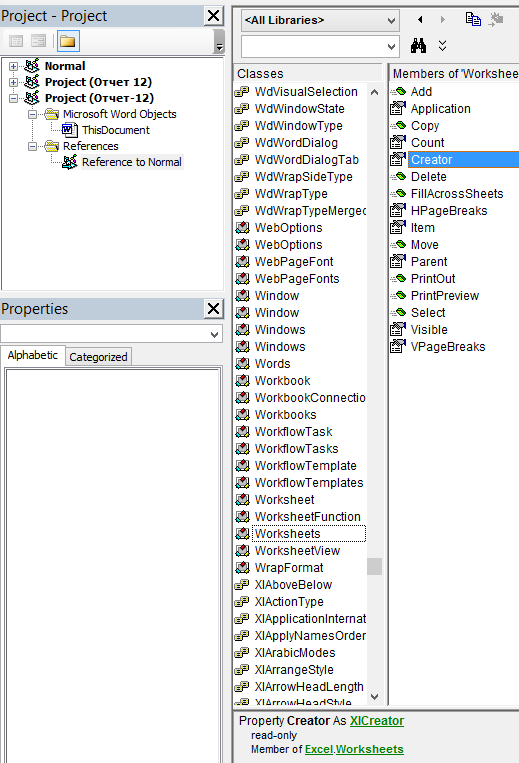 Project - Project
Normal
Project (Отчет 12)
Project (Отчет-12)
Microsoft Word Objects
ThisDocument
References
Reference to Normal
Properties
Alphabetic
Categorized
<All Libraries>
Classes
WdVisualSelection
WdWindowState
WdWindowType
WdWordDialog
WdWordDialogTab
WdWrapSideType
WdWrapType
WdWrapTypeMerged
WebOptions
WebOptions
WebPageFont
WebPageFonts
Window
Window
Windows
Windows
Words
Workbook
WorkbookConnectio
Workbooks
WorkflowTask
WorkflowTasks
WorkflowTemplate
WorkflowTemplates
Worksheet
WorksheetFunction
Worksheets
WorksheetView
WrapFormat
XlAboveBelow
XlActionType
XlApplicationInternat
XlApplyNamesOrder
XlArabicModes
XlArrangeStyle
XlArrowHeadLength
XlArrowHeadStyle
Members of 'Workshee
Add
Application
Copy
Count
Creator
Delete
FillAcrossSheets
HPageBreaks
Item
Move
Parent
PrintOut
PrintPreview
Select
Visible
VPageBreaks
Property Creator As XlCreator
read-only
Member of Excel.Worksheets